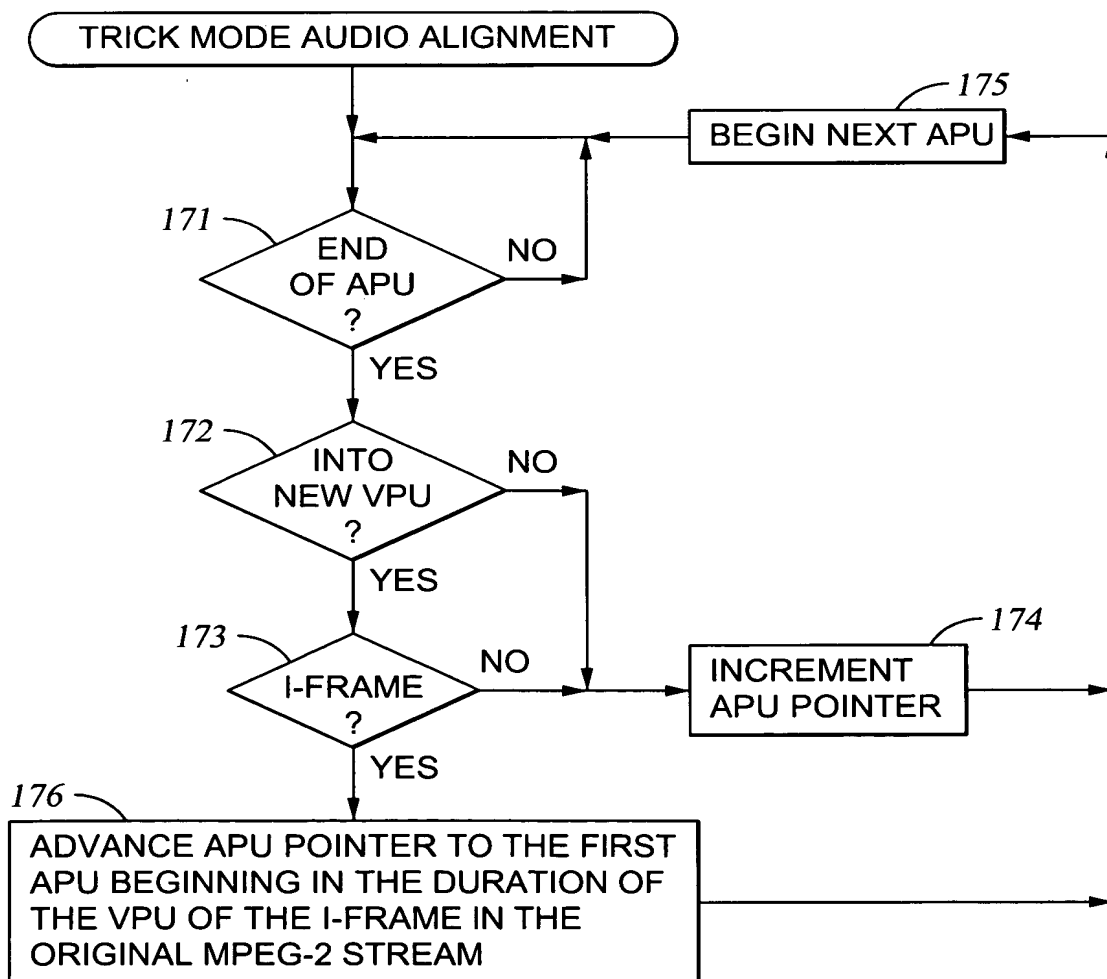 TRICK MODE AUDIO ALIGNMENT
175
BEGIN NEXT APU
171
END
OF APU
?
NO
YES
172
INTO
NEW VPU
?
NO
YES
173
I-FRAME
?
NO
174
INCREMENT
APU POINTER
YES
176
ADVANCE APU POINTER TO THE FIRST
APU BEGINNING IN THE DURATION OF
THE VPU OF THE I-FRAME IN THE
ORIGINAL MPEG-2 STREAM